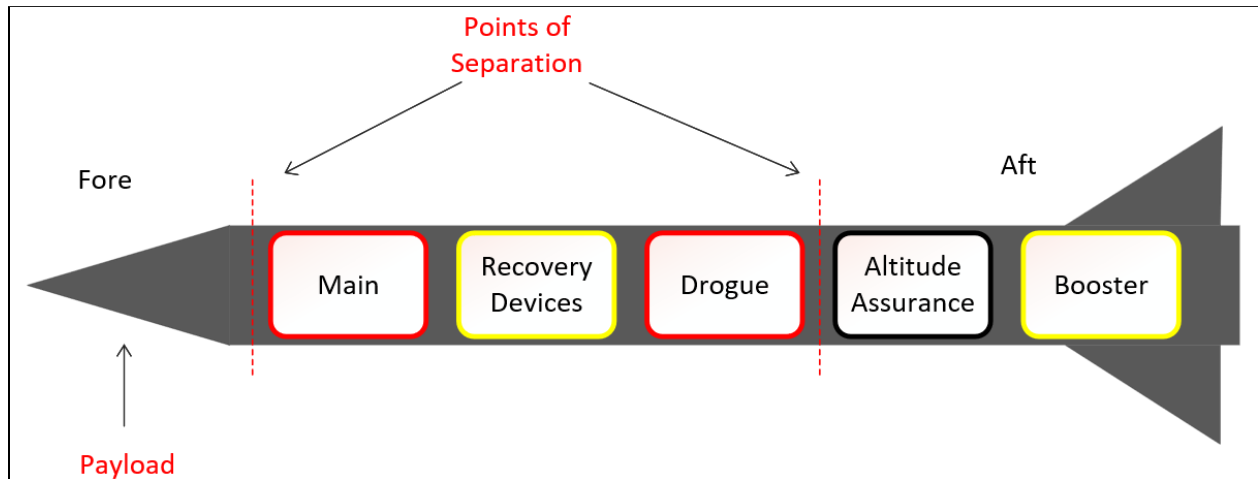 Points of
Separation
Fore
Aft
Main
Recovery
Devices
Drogue
Altitude
Assurance
Booster
Payload